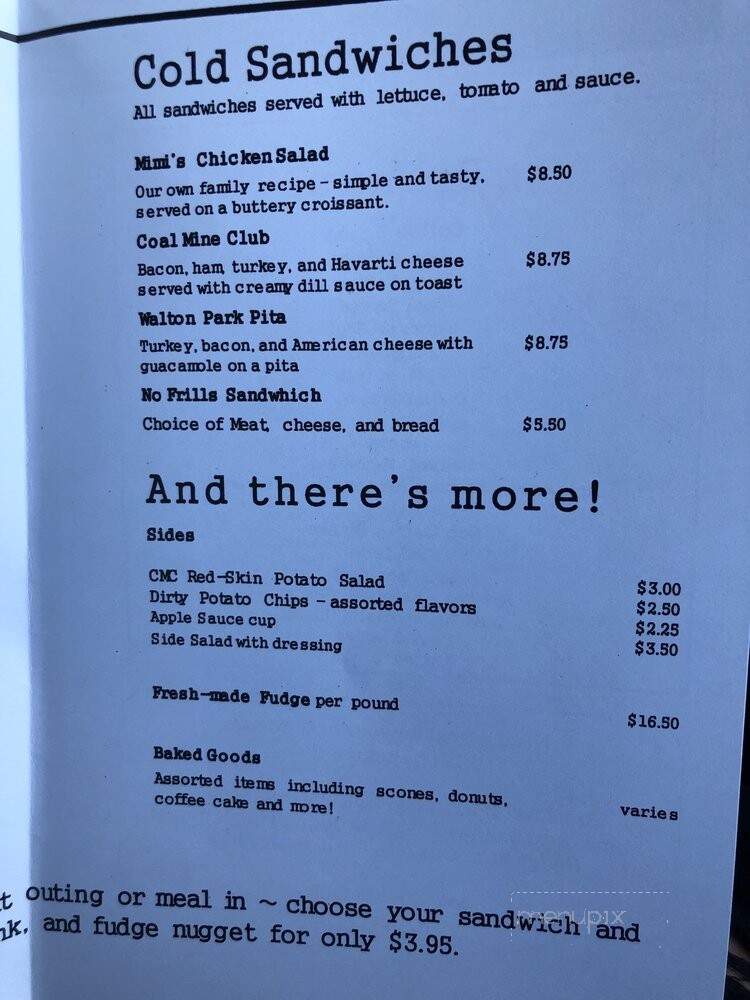 Cold Sandwiches
All sandwiches served with lettuce, tomato and sauce.
Mimi's Chicken Salad
Our own family recipe - simple and tasty, $8.50
served on a buttery croissant.
Coal Mine Club
Bacon, ham, turkey, and Havarti cheese $8.75
served with creamy dill sauce on toast
Walton Park Pita
Turkey, bacon, and American cheese with $8.75
guacamole on a pita
No Frills Sandwhich
Choice of Meat, cheese, and bread $5.50
And there's more!
Sides
CMC Red-Skin Potato Salad $3.00
Dirty Potato Chips - assorted flavors $2.50
Apple Sauce cup $2.25
Side Salad with dressing $3.50
Fresh-made Fudge per pound $16.50
Baked Goods
Assorted items including scones, donuts,
coffee cake and more! varies
outing or meal in ~ choose your sandwich and
and fudge nugget for only $3.95.
menupix